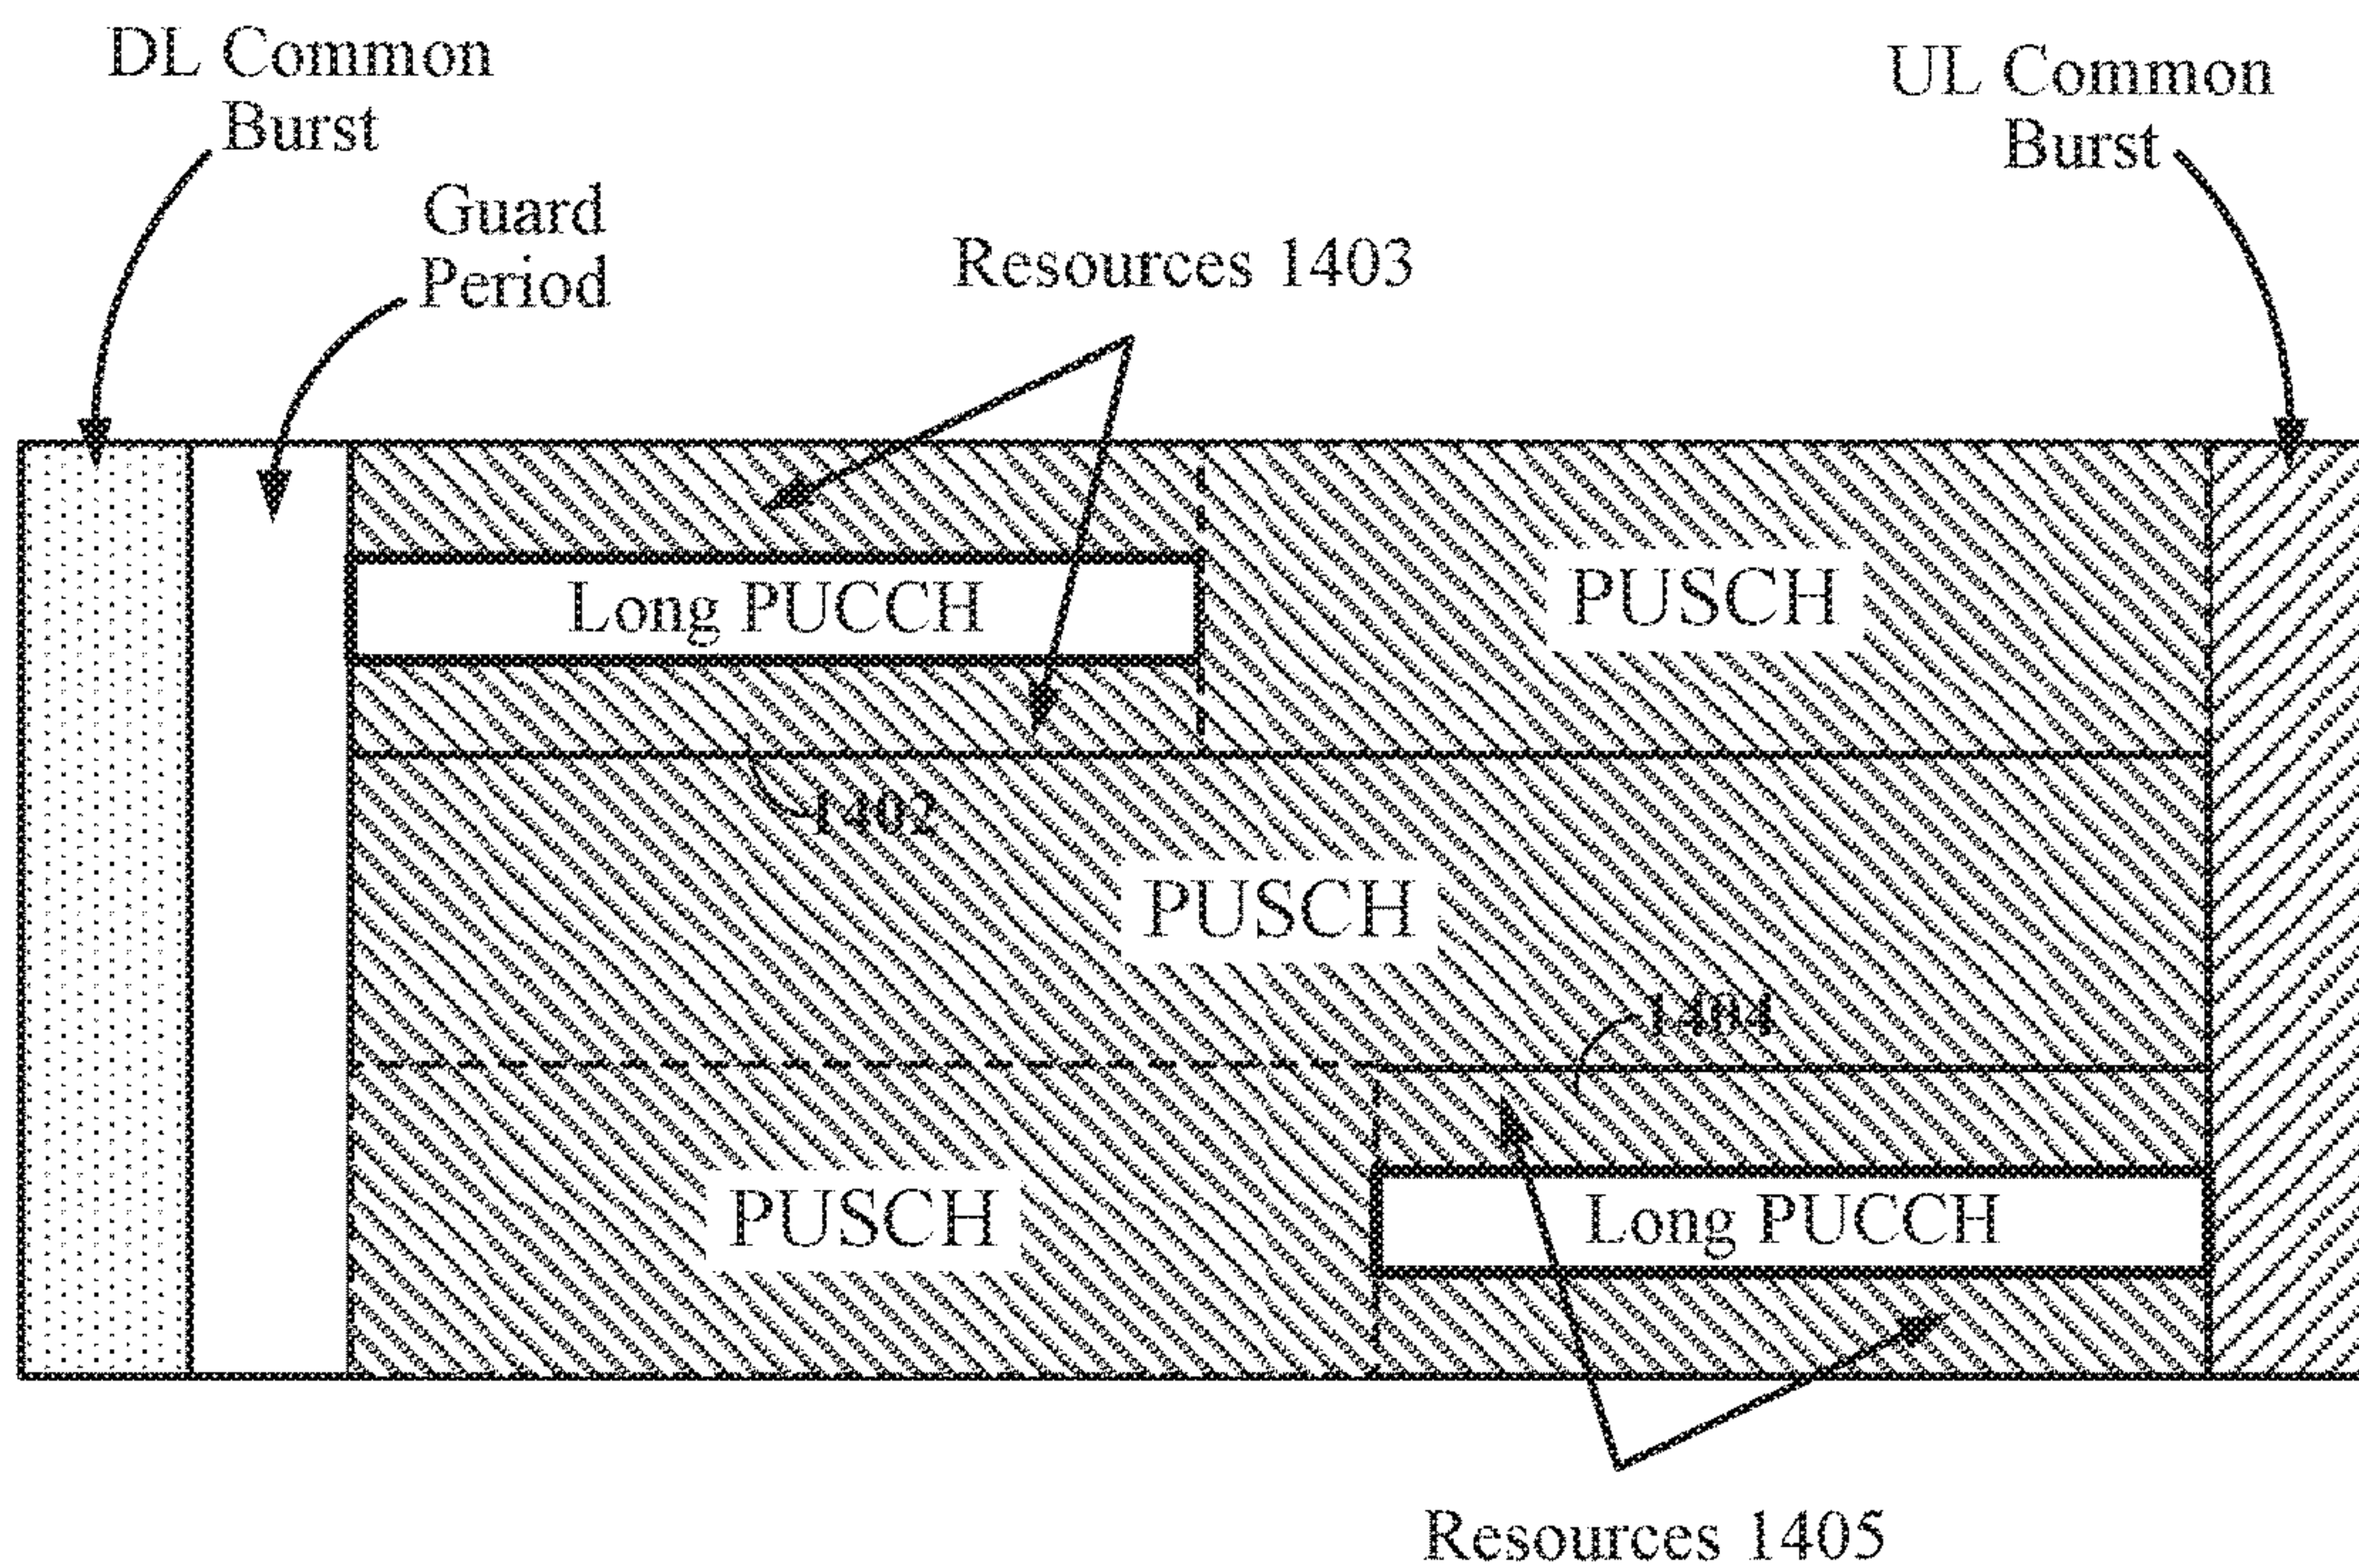 DL Common
Burst
UL Common
Burst
Guard
Period
Resources 1403
Long PUCCH
PUSCH
1402
PUSCH
1404
PUSCH
Long PUCCH
Resources 1405